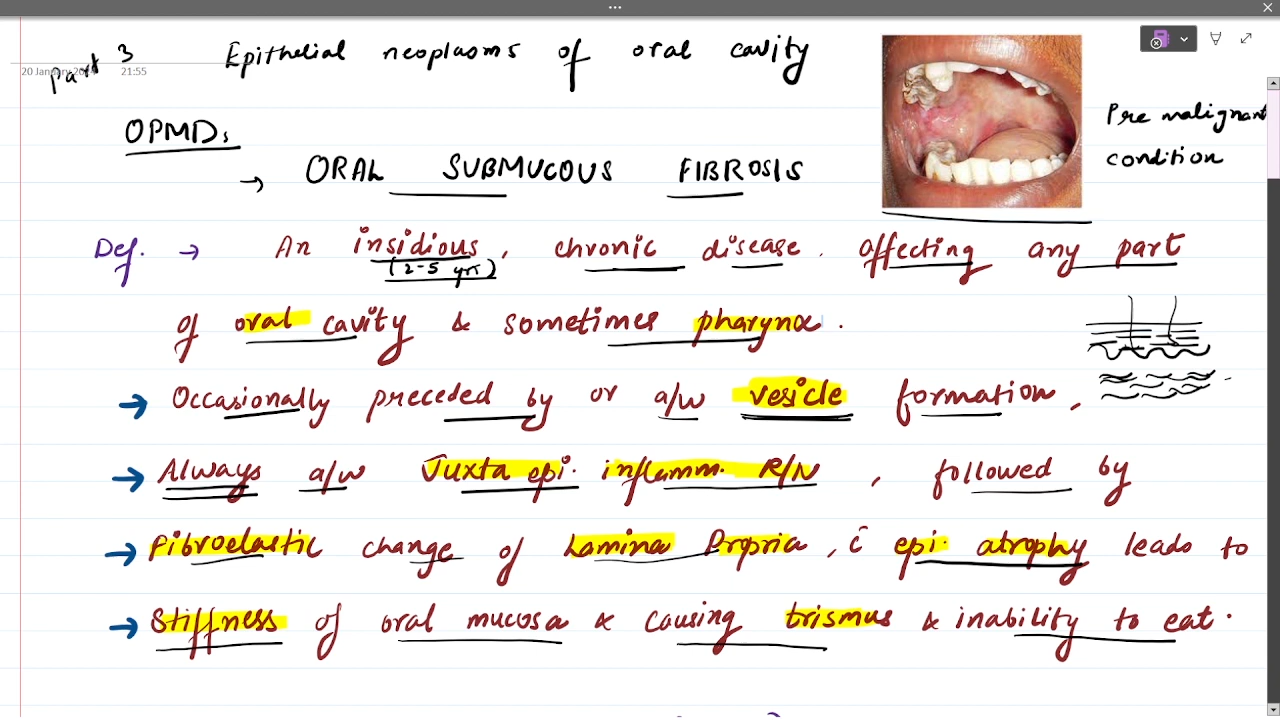 part 3 Epithelial neoplasms of oral cavity
21:55
OPMDs
→ ORAL SUBMUCOUS FIBROSIS
Pre malignant
condition
Def. → An insidious, chronic disease affecting any part
(2-5 yrs)
of oral cavity & sometimes pharynx.
→ Occasionally preceded by or a/w vesicle formation,
→ Always a/w Juxta epi. inflamm. R/N, followed by
→ Fibroelastic change of Lamina Propria, c̄ epi. atrophy leads to
→ Stiffness of oral mucosa & causing trismus & inability to eat.